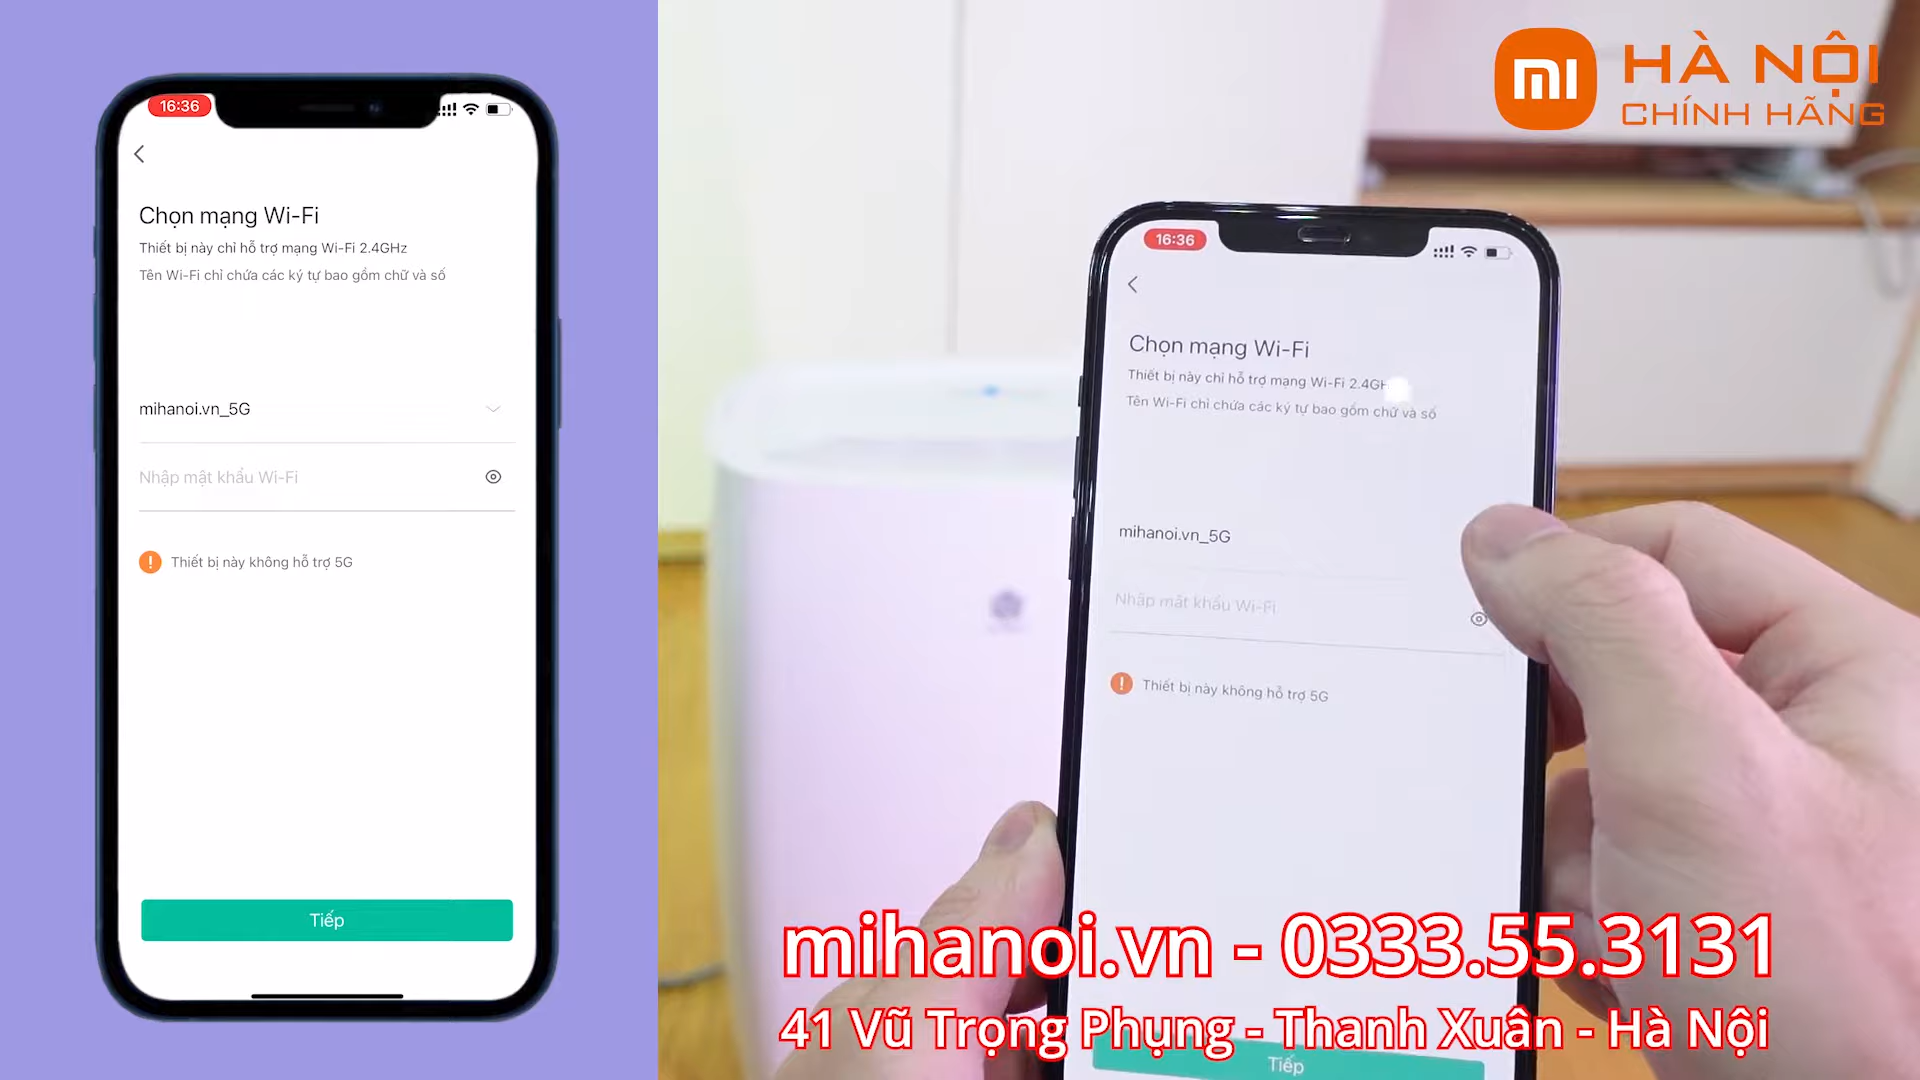 16:36
Chọn mạng Wi-Fi
Thiết bị này chỉ hỗ trợ mạng Wi-Fi 2.4GHz
Tên Wi-Fi chỉ chứa các ký tự bao gồm chữ và số
mihanoi.vn_5G
Nhập mật khẩu Wi-Fi
Thiết bị này không hỗ trợ 5G
Tiếp
mi HÀ NỘI
CHÍNH HÃNG
16:36
Chọn mạng Wi-Fi
Thiết bị này chỉ hỗ trợ mạng Wi-Fi 2.4GH
Tên Wi-Fi chỉ chứa các ký tự bao gồm chữ và số
mihanoi.vn_5G
Nhập mật khẩu Wi-Fi
Thiết bị này không hỗ trợ 5G
mihanoi.vn - 0333.55.3131
41 Vũ Trọng Phụng - Thanh Xuân - Hà Nội
Tiếp